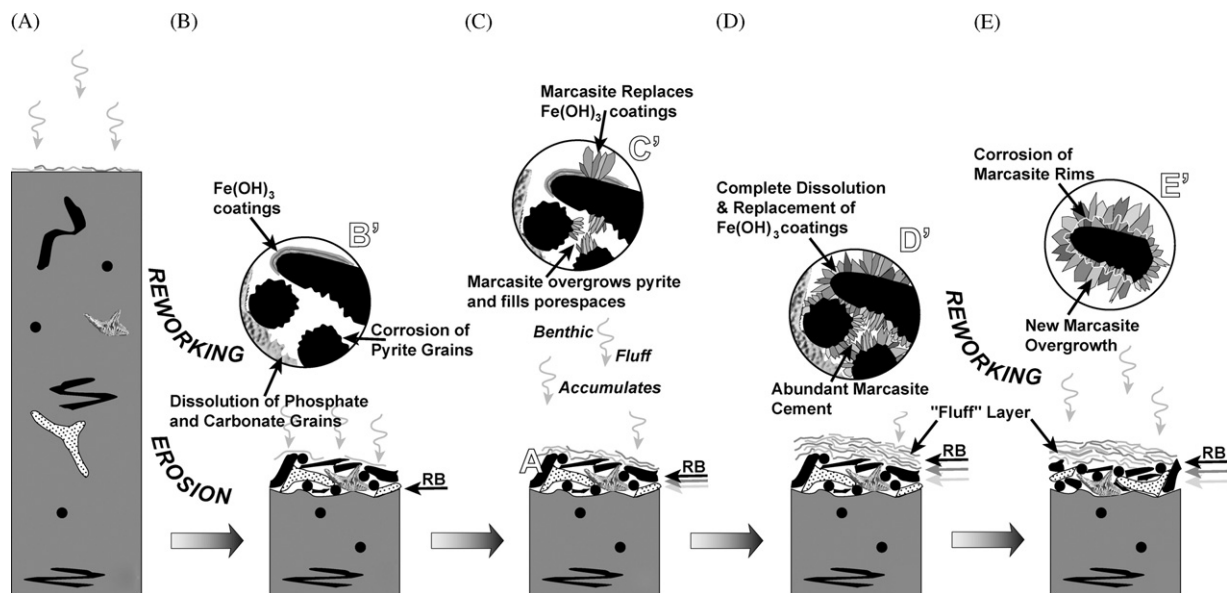 (A)
(B)
(C)
(D)
(E)
REWORKING
EROSION
Fe(OH)3
coatings
B'
Corrosion of
Pyrite Grains
Dissolution of Phosphate
and Carbonate Grains
RB
Marcasite Replaces
Fe(OH)3 coatings
C'
Marcasite overgrows pyrite
and fills porespaces
Benthic
Fluff
Accumulates
A
RB
Complete Dissolution
& Replacement of
Fe(OH)3 coatings
D'
Abundant Marcasite
Cement
"Fluff" Layer
RB
REWORKING
Corrosion of
Marcasite Rims
E'
New Marcasite
Overgrowth
RB